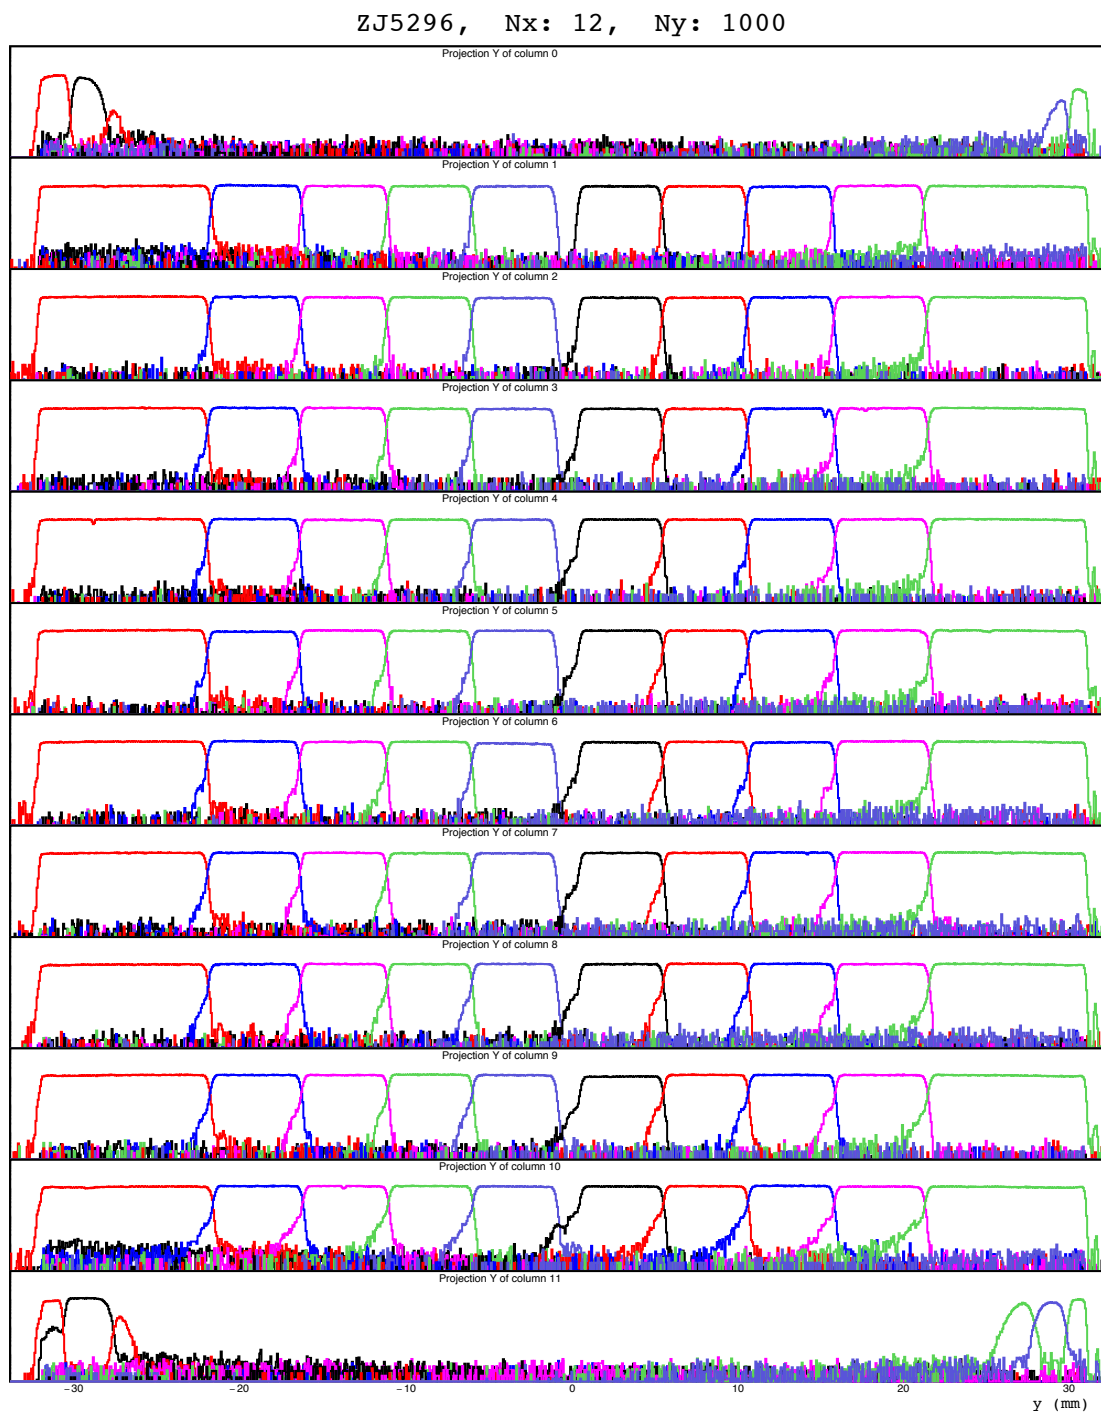 ZJ5296, Nx: 12, Ny: 1000
Projection Y of column 0
Projection Y of column 1
Projection Y of column 2
Projection Y of column 3
Projection Y of column 4
Projection Y of column 5
Projection Y of column 6
Projection Y of column 7
Projection Y of column 8
Projection Y of column 9
Projection Y of column 10
Projection Y of column 11
−30 −20 −10 0 10 20 30
y (mm)